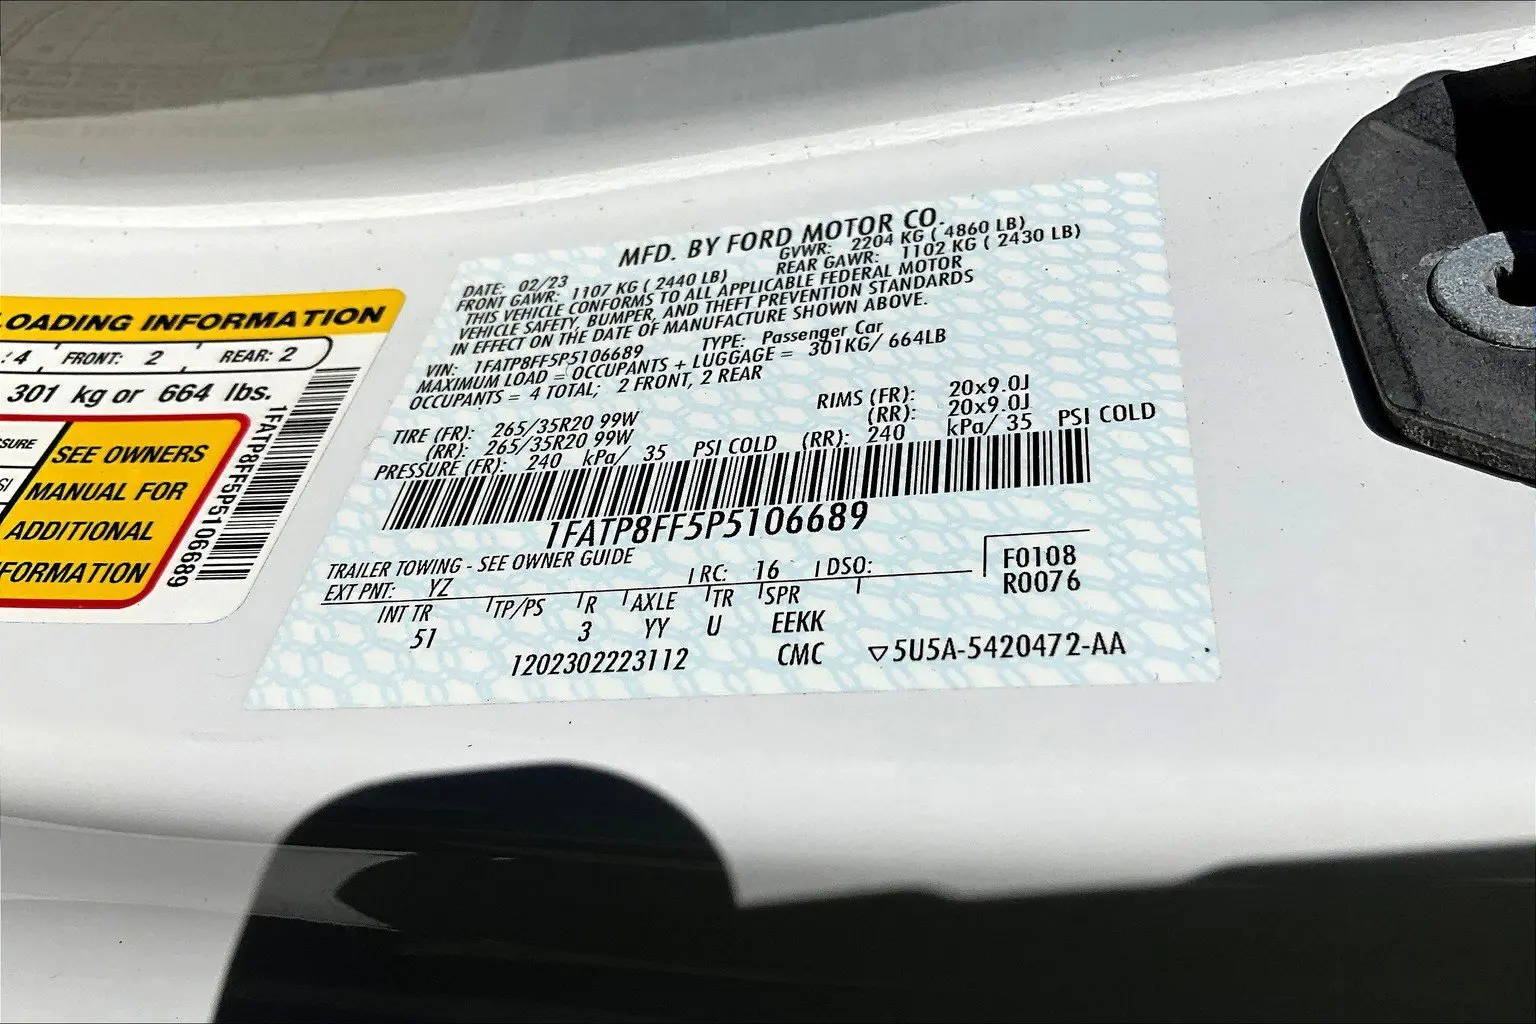 LOADING INFORMATION
: 4 FRONT: 2 REAR: 2
301 kg or 664 lbs.
SEE OWNERS
MANUAL FOR
ADDITIONAL
1FATP8FF5P5106689
MFD. BY FORD MOTOR CO.
DATE: 02/23 GVWR: 2204 KG ( 4860 LB)
FRONT GAWR: 1107 KG ( 2440 LB) REAR GAWR: 1102 KG ( 2430 LB)
THIS VEHICLE CONFORMS TO ALL APPLICABLE FEDERAL MOTOR
VEHICLE SAFETY, BUMPER, AND THEFT PREVENTION STANDARDS
IN EFFECT ON THE DATE OF MANUFACTURE SHOWN ABOVE.
VIN: 1FATP8FF5P5106689 TYPE: Passenger Car
MAXIMUM LOAD = OCCUPANTS + LUGGAGE = 301KG/ 664LB
OCCUPANTS = 4 TOTAL; 2 FRONT, 2 REAR
TIRE (FR): 265/35R20 99W RIMS (FR): 20x9.0J
(RR): 265/35R20 99W (RR): 20x9.0J
PRESSURE (FR): 240 kPa/ 35 PSI COLD (RR): 240 kPa/ 35 PSI COLD
1FATP8FF5P5106689
TRAILER TOWING - SEE OWNER GUIDE
F0108
EXT PNT: YZ RC: 16 DSO: R0076
INT TR TP/PS R AXLE TR SPR
51 3 YY U EEKK
1202302223112 CMC ▽5U5A-5420472-AA